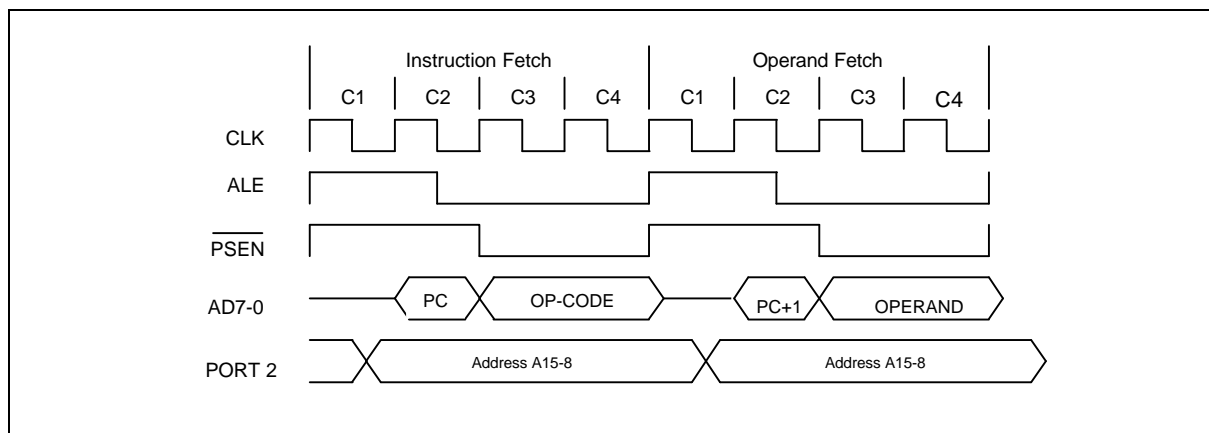 Instruction Fetch Operand Fetch
C1 C2 C3 C4 C1 C2 C3 C4
CLK
ALE
PSEN
AD7-0 PC OP-CODE PC+1 OPERAND
PORT 2 Address A15-8 Address A15-8